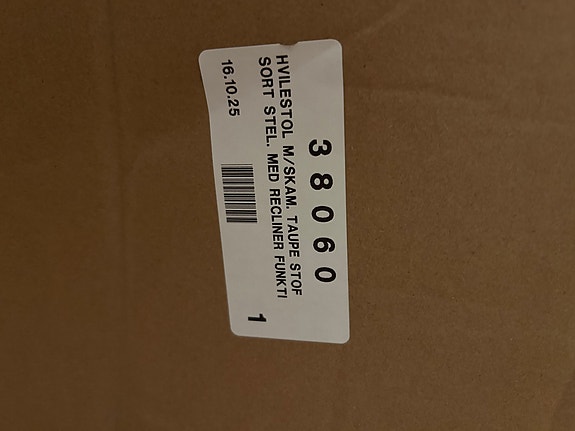 38060
HVILESTOL M/SKAM. TAUPE STOF
SORT STEL. MED RECLINER FUNKTI
16.10.25
1